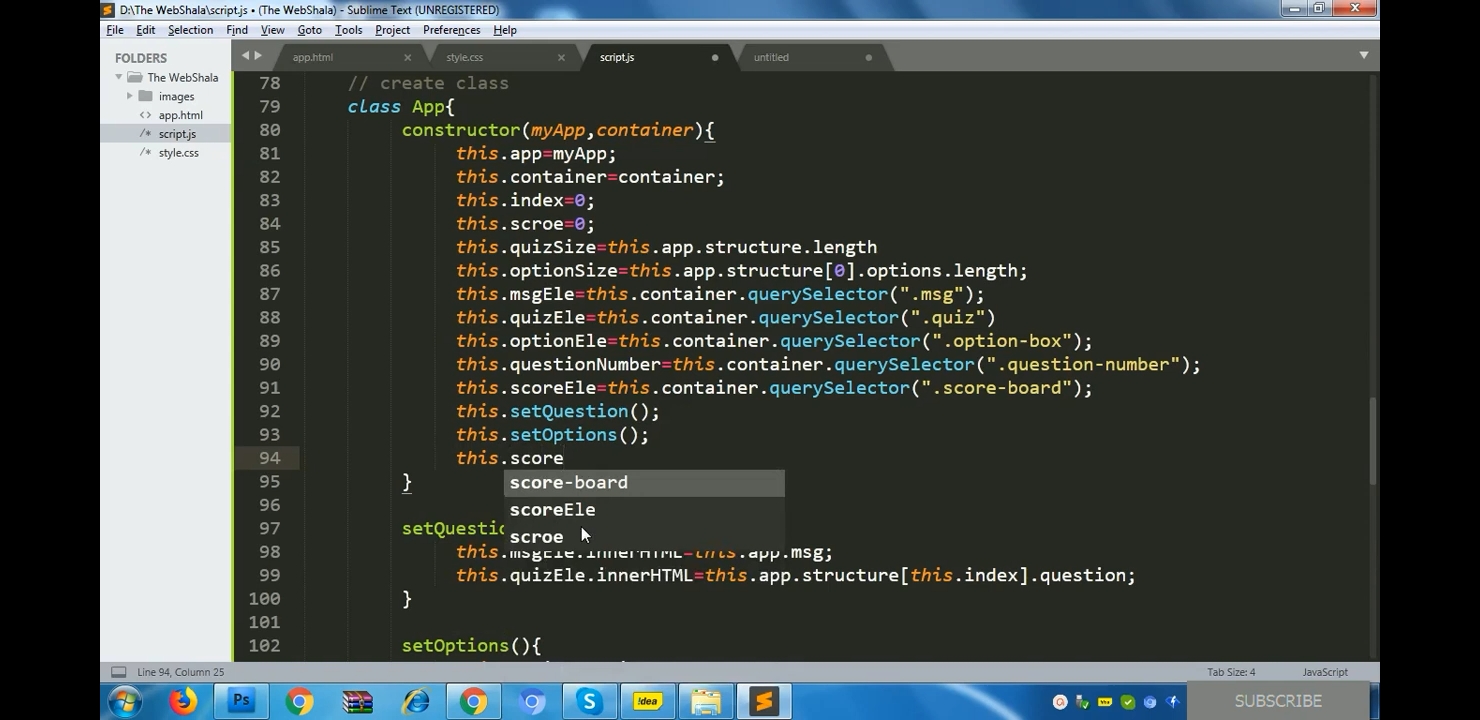 D:\The WebShala\script.js • (The WebShala) - Sublime Text (UNREGISTERED)
File Edit Selection Find View Goto Tools Project Preferences Help
FOLDERS
The WebShala
images
<> app.html
/* script.js
/* style.css
app.html × style.css × script.js untitled
78 // create class
79 class App{
80 constructor(myApp,container){
81 this.app=myApp;
82 this.container=container;
83 this.index=0;
84 this.scroe=0;
85 this.quizSize=this.app.structure.length
86 this.optionSize=this.app.structure[0].options.length;
87 this.msgEle=this.container.querySelector(".msg");
88 this.quizEle=this.container.querySelector(".quiz")
89 this.optionEle=this.container.querySelector(".option-box");
90 this.questionNumber=this.container.querySelector(".question-number");
91 this.scoreEle=this.container.querySelector(".score-board");
92 this.setQuestion();
93 this.setOptions();
94 this.score
score-board
scoreEle
scroe
95 }
96
97 setQuestio
98 this.msgEle.innerHTML=this.app.msg;
99 this.quizEle.innerHTML=this.app.structure[this.index].question;
100 }
101
102 setOptions(){
Line 94, Column 25 Tab Size: 4 JavaScript
Ps S !dea SUBSCRIBE